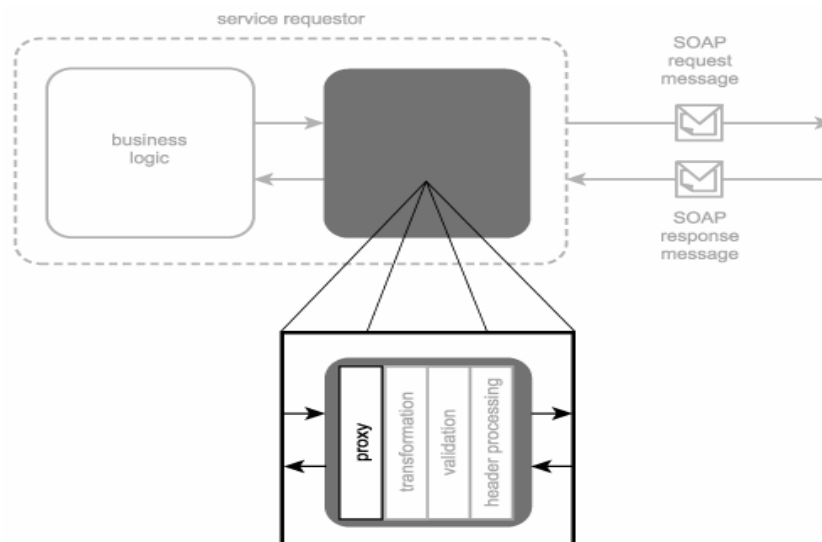 service requestor
business
logic
SOAP
request
message
SOAP
response
message
proxy
transformation
validation
header processing